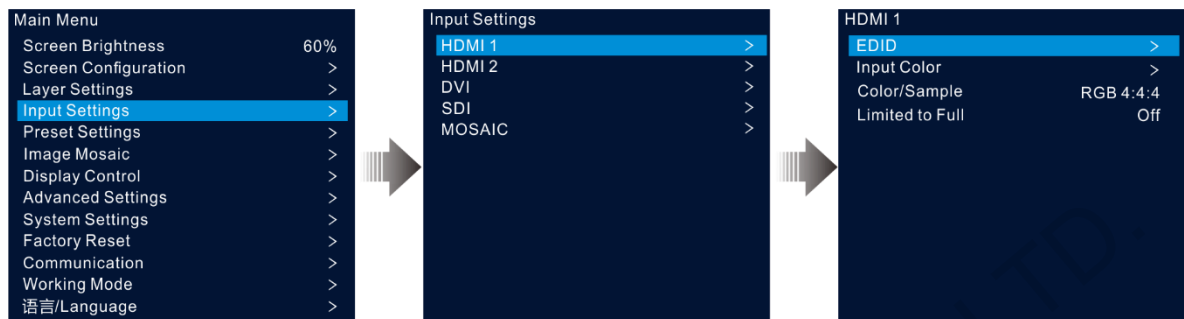 Main Menu
Screen Brightness 60%
Screen Configuration >
Layer Settings >
Input Settings >
Preset Settings >
Image Mosaic >
Display Control >
Advanced Settings >
System Settings >
Factory Reset >
Communication >
Working Mode >
语言/Language >
Input Settings
HDMI 1 >
HDMI 2 >
DVI >
SDI >
MOSAIC >
HDMI 1
EDID >
Input Color >
Color/Sample RGB 4:4:4
Limited to Full Off
LTD.